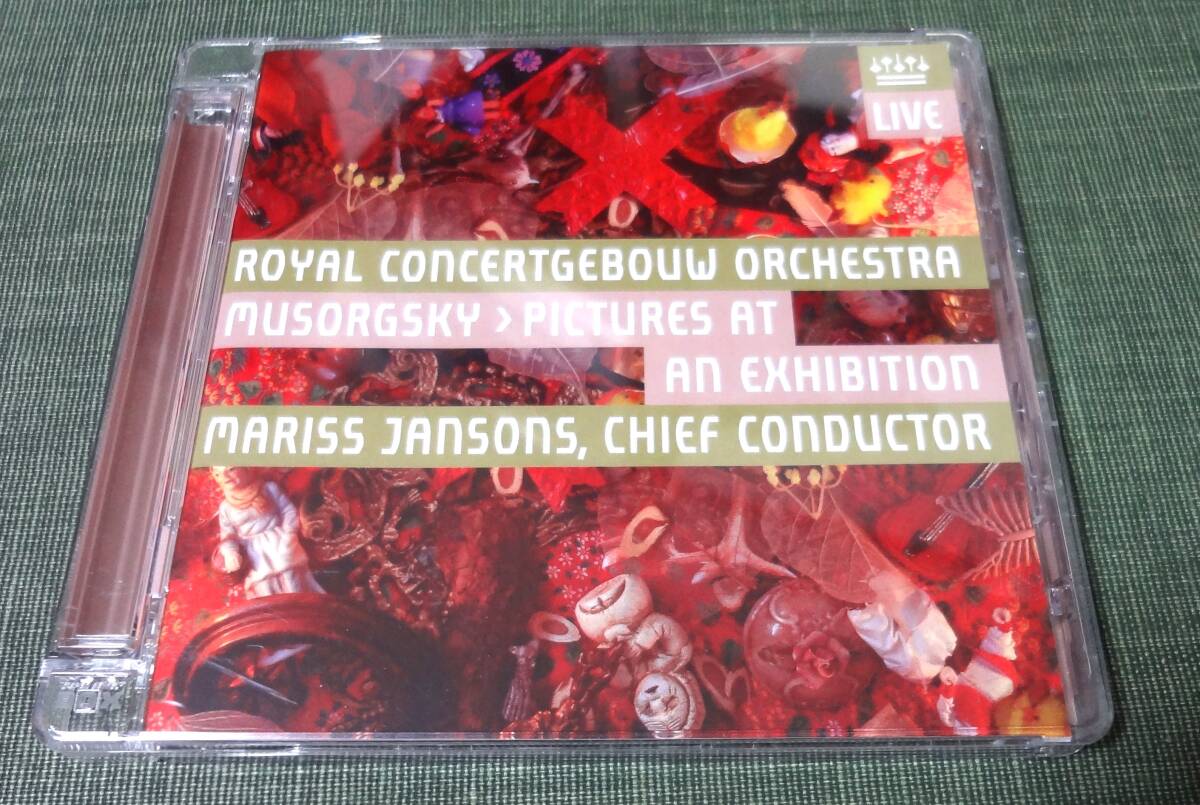 LIVE
ROYAL CONCERTGEBOUW ORCHESTRA
MUSORGSKY > PICTURES AT
AN EXHIBITION
MARISS JANSONS, CHIEF CONDUCTOR